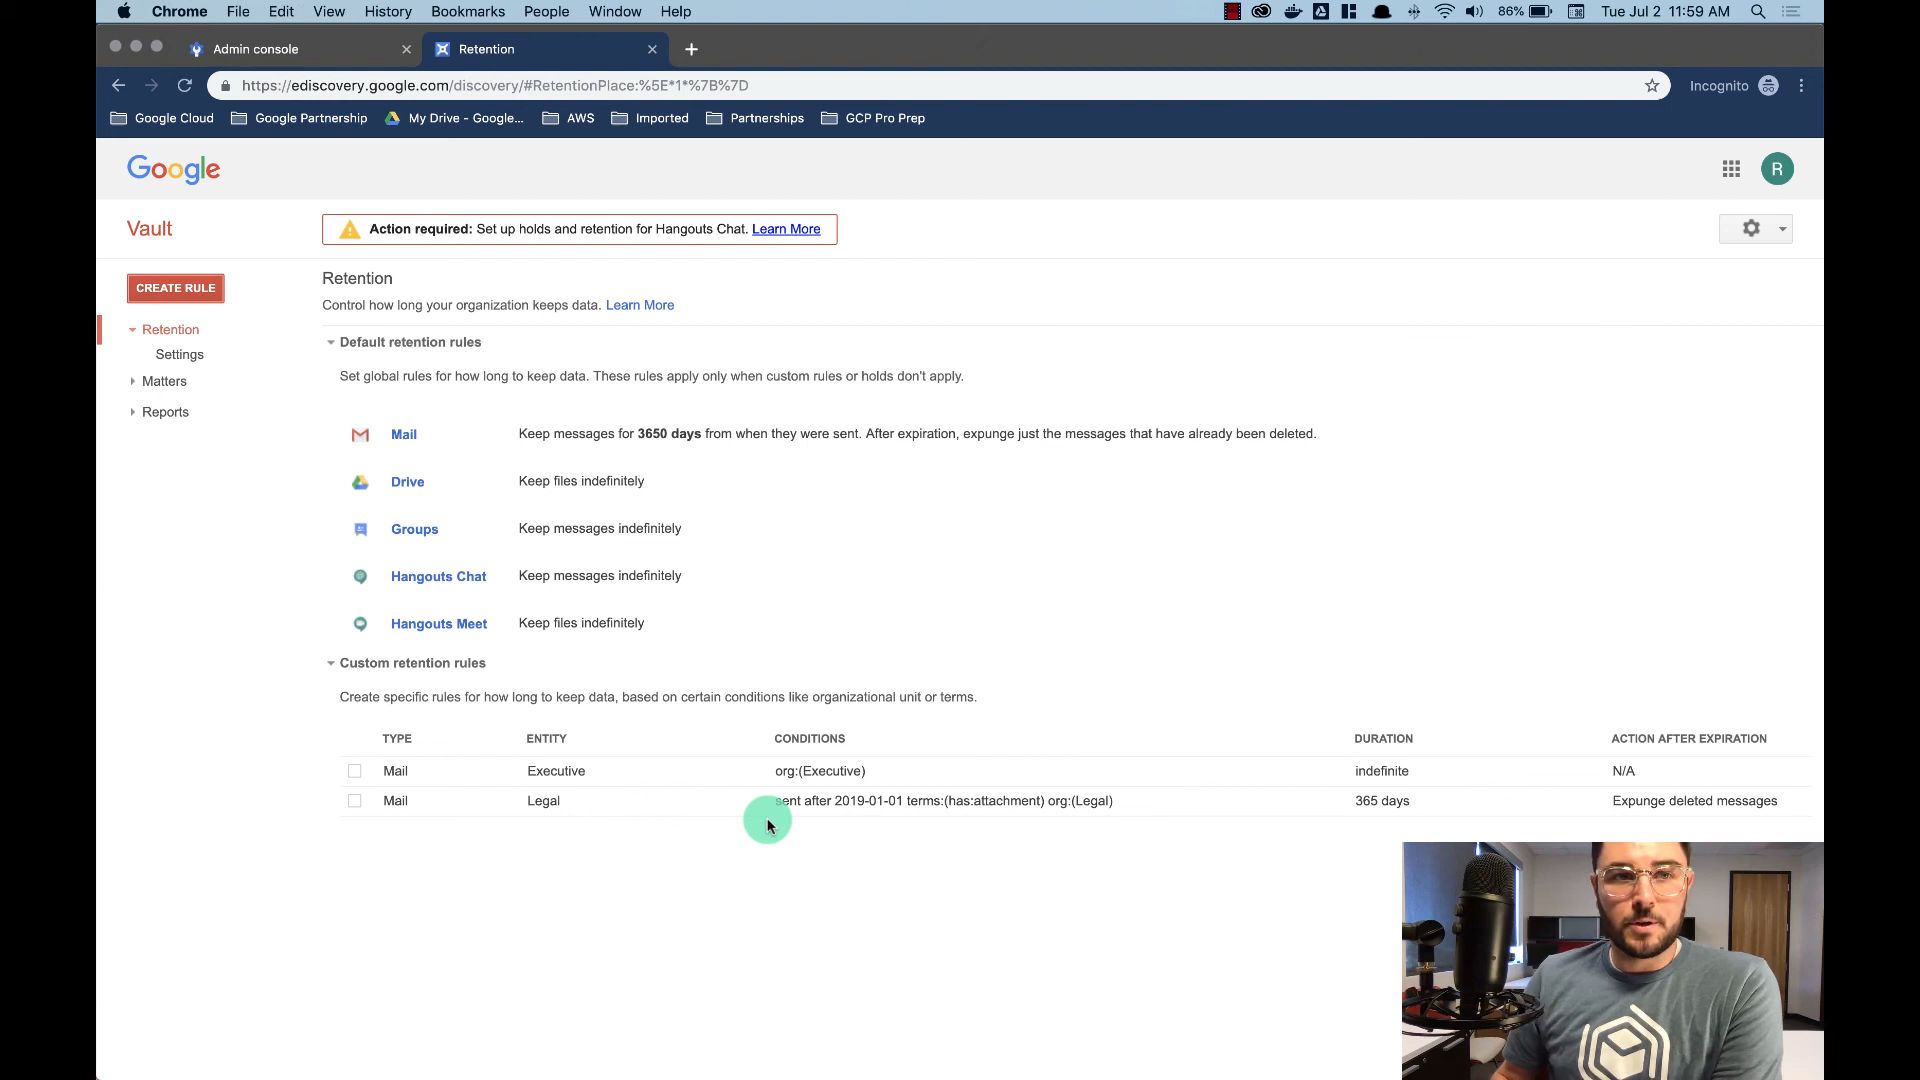 Chrome File Edit View History Bookmarks People Window Help 86% Tue Jul 2 11:59 AM
Admin console Retention
https://ediscovery.google.com/discovery/#RetentionPlace:%5E*1*%7B%7D Incognito
Google Cloud Google Partnership My Drive - Google... AWS Imported Partnerships GCP Pro Prep
Google R
Vault Action required: Set up holds and retention for Hangouts Chat. Learn More
CREATE RULE
Retention
Settings
Matters
Reports
Retention
Control how long your organization keeps data. Learn More
Default retention rules
Set global rules for how long to keep data. These rules apply only when custom rules or holds don't apply.
Mail Keep messages for 3650 days from when they were sent. After expiration, expunge just the messages that have already been deleted.
Drive Keep files indefinitely
Groups Keep messages indefinitely
Hangouts Chat Keep messages indefinitely
Hangouts Meet Keep files indefinitely
Custom retention rules
Create specific rules for how long to keep data, based on certain conditions like organizational unit or terms.
TYPE ENTITY CONDITIONS DURATION ACTION AFTER EXPIRATION
Mail Executive org:(Executive) indefinite N/A
Mail Legal sent after 2019-01-01 terms:(has:attachment) org:(Legal) 365 days Expunge deleted messages